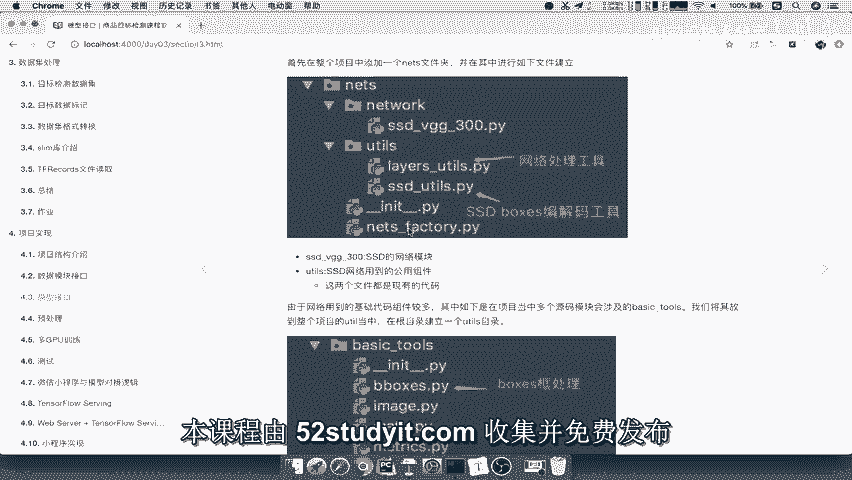 Chrome 文件 修改 视图 历史记录 书签 其他人 电动窗 帮助 100%
模型接口 | 商品目标检测
localhost:4000/day03/section3.html
3. 数据集处理
3.1. 目标检测数据集
3.2. 目标数据标记
3.3. 数据集格式转换
3.4. slim库介绍
3.5. TFRecords文件读取
3.6. 总结
3.7. 作业
4. 项目实现
4.1. 项目结构介绍
4.2. 数据模块接口
4.3. 模型接口
4.4. 预处理
4.5. 多GPU训练
4.6. 测试
4.7. 微信小程序与模型对接逻辑
4.8. TensorFlow Serving
4.9. Web Server + TensorFlow Servi...
4.10. 小程序实现
首先在整个项目中添加一个nets文件夹，并在其中进行如下文件建立
nets
network
ssd_vgg_300.py
utils
layers_utils.py
网络处理工具
ssd_utils.py
__init__.py
SSD boxes编解码工具
nets_factory.py
ssd_vgg_300:SSD的网络模块
utils:SSD网络用到的公用组件
这两个文件都是现有的代码
由于网络用到的基础代码组件较多，其中如下是在项目当中多个源码模块会涉及的basic_tools。我们将其放
到整个项目的util当中，在根目录建立一个utils目录。
basic_tools
__init__.py
bboxes.py
boxes框处理
image.py
metrics.py
本课程由 52studyit.com 收集并免费发布